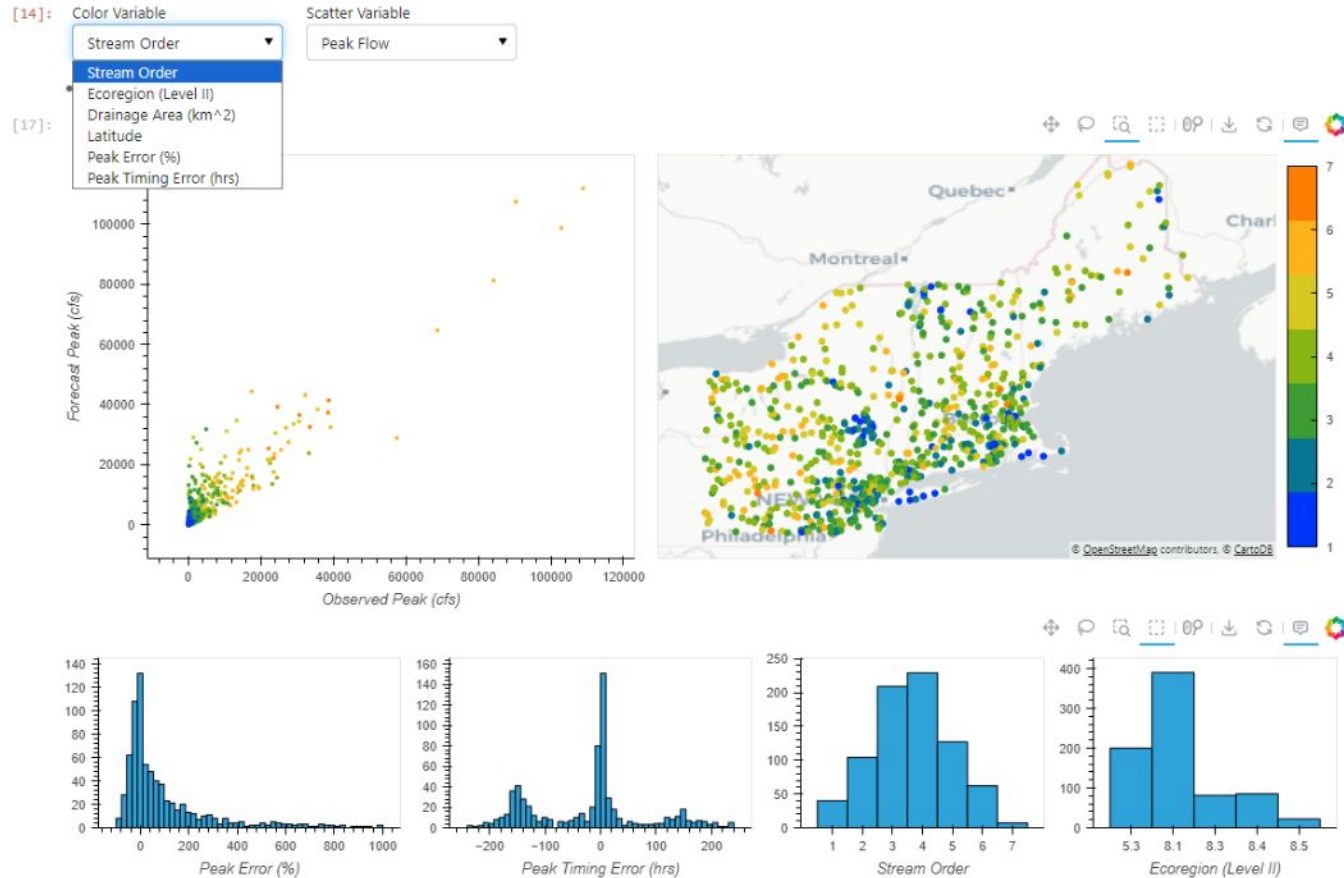 [14]:
Color Variable
Scatter Variable
Stream Order
Peak Flow
Stream Order
Ecoregion (Level II)
Drainage Area (km^2)
Latitude
Peak Error (%)
Peak Timing Error (hrs)
[17]:
100000
80000
60000
40000
20000
0
Forecast Peak (cfs)
0 20000 40000 60000 80000 100000 120000
Observed Peak (cfs)
Quebec
Montreal
Philadelphia
© OpenStreetMap contributors, © CartoDB
7
6
5
4
3
2
1
140
120
100
80
60
40
20
0
0 200 400 600 800 1000
Peak Error (%)
160
140
120
100
80
60
40
20
0
−200 −100 0 100 200
Peak Timing Error (hrs)
250
200
150
100
50
0
1 2 3 4 5 6 7
Stream Order
400
300
200
100
0
5.3 8.1 8.3 8.4 8.5
Ecoregion (Level II)